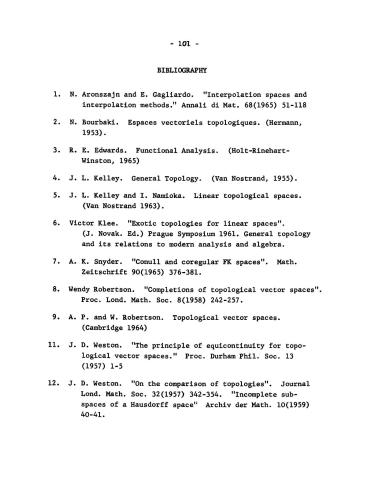 - 101 -
BIBLIOGRAPHY
1. N. Aronszajn and E. Gagliardo. "Interpolation spaces and
interpolation methods." Annali di Mat. 68(1965) 51-118
2. N. Bourbaki. Espaces vectoriels topologiques. (Hermann,
1953).
3. R. E. Edwards. Functional Analysis. (Holt-Rinehart-
Winston, 1965)
4. J. L. Kelley. General Topology. (Van Nostrand, 1955).
5. J. L. Kelley and I. Namioka. Linear topological spaces.
(Van Nostrand 1963).
6. Victor Klee. "Exotic topologies for linear spaces".
(J. Novak. Ed.) Prague Symposium 1961. General topology
and its relations to modern analysis and algebra.
7. A. K. Snyder. "Conull and coregular FK spaces". Math.
Zeitschrift 90(1965) 376-381.
8. Wendy Robertson. "Completions of topological vector spaces".
Proc. Lond. Math. Soc. 8(1958) 242-257.
9. A. P. and W. Robertson. Topological vector spaces.
(Cambridge 1964)
11. J. D. Weston. "The principle of equicontinuity for topo-
logical vector spaces." Proc. Durham Phil. Soc. 13
(1957) 1-5
12. J. D. Weston. "On the comparison of topologies". Journal
Lond. Math. Soc. 32(1957) 342-354. "Incomplete sub-
spaces of a Hausdorff space" Archiv der Math. 10(1959)
40-41.